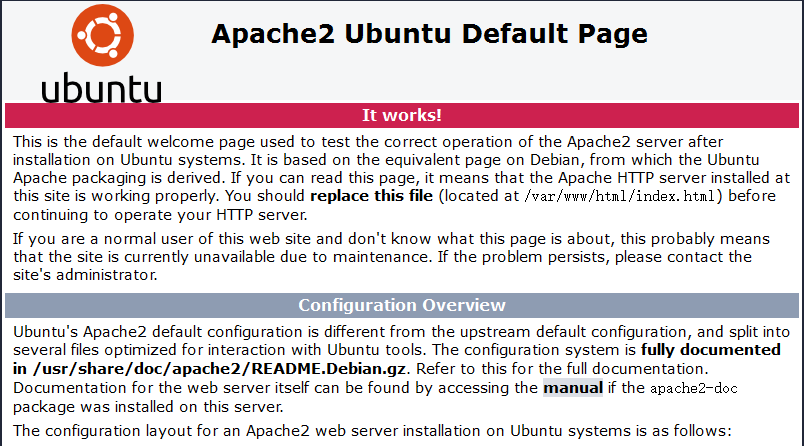 Apache2 Ubuntu Default Page
ubuntu
It works!
This is the default welcome page used to test the correct operation of the Apache2 server after
installation on Ubuntu systems. It is based on the equivalent page on Debian, from which the Ubuntu
Apache packaging is derived. If you can read this page, it means that the Apache HTTP server installed at
this site is working properly. You should replace this file (located at /var/www/html/index.html) before
continuing to operate your HTTP server.
If you are a normal user of this web site and don't know what this page is about, this probably means
that the site is currently unavailable due to maintenance. If the problem persists, please contact the
site's administrator.
Configuration Overview
Ubuntu's Apache2 default configuration is different from the upstream default configuration, and split into
several files optimized for interaction with Ubuntu tools. The configuration system is fully documented
in /usr/share/doc/apache2/README.Debian.gz. Refer to this for the full documentation.
Documentation for the web server itself can be found by accessing the manual if the apache2-doc
package was installed on this server.
The configuration layout for an Apache2 web server installation on Ubuntu systems is as follows: